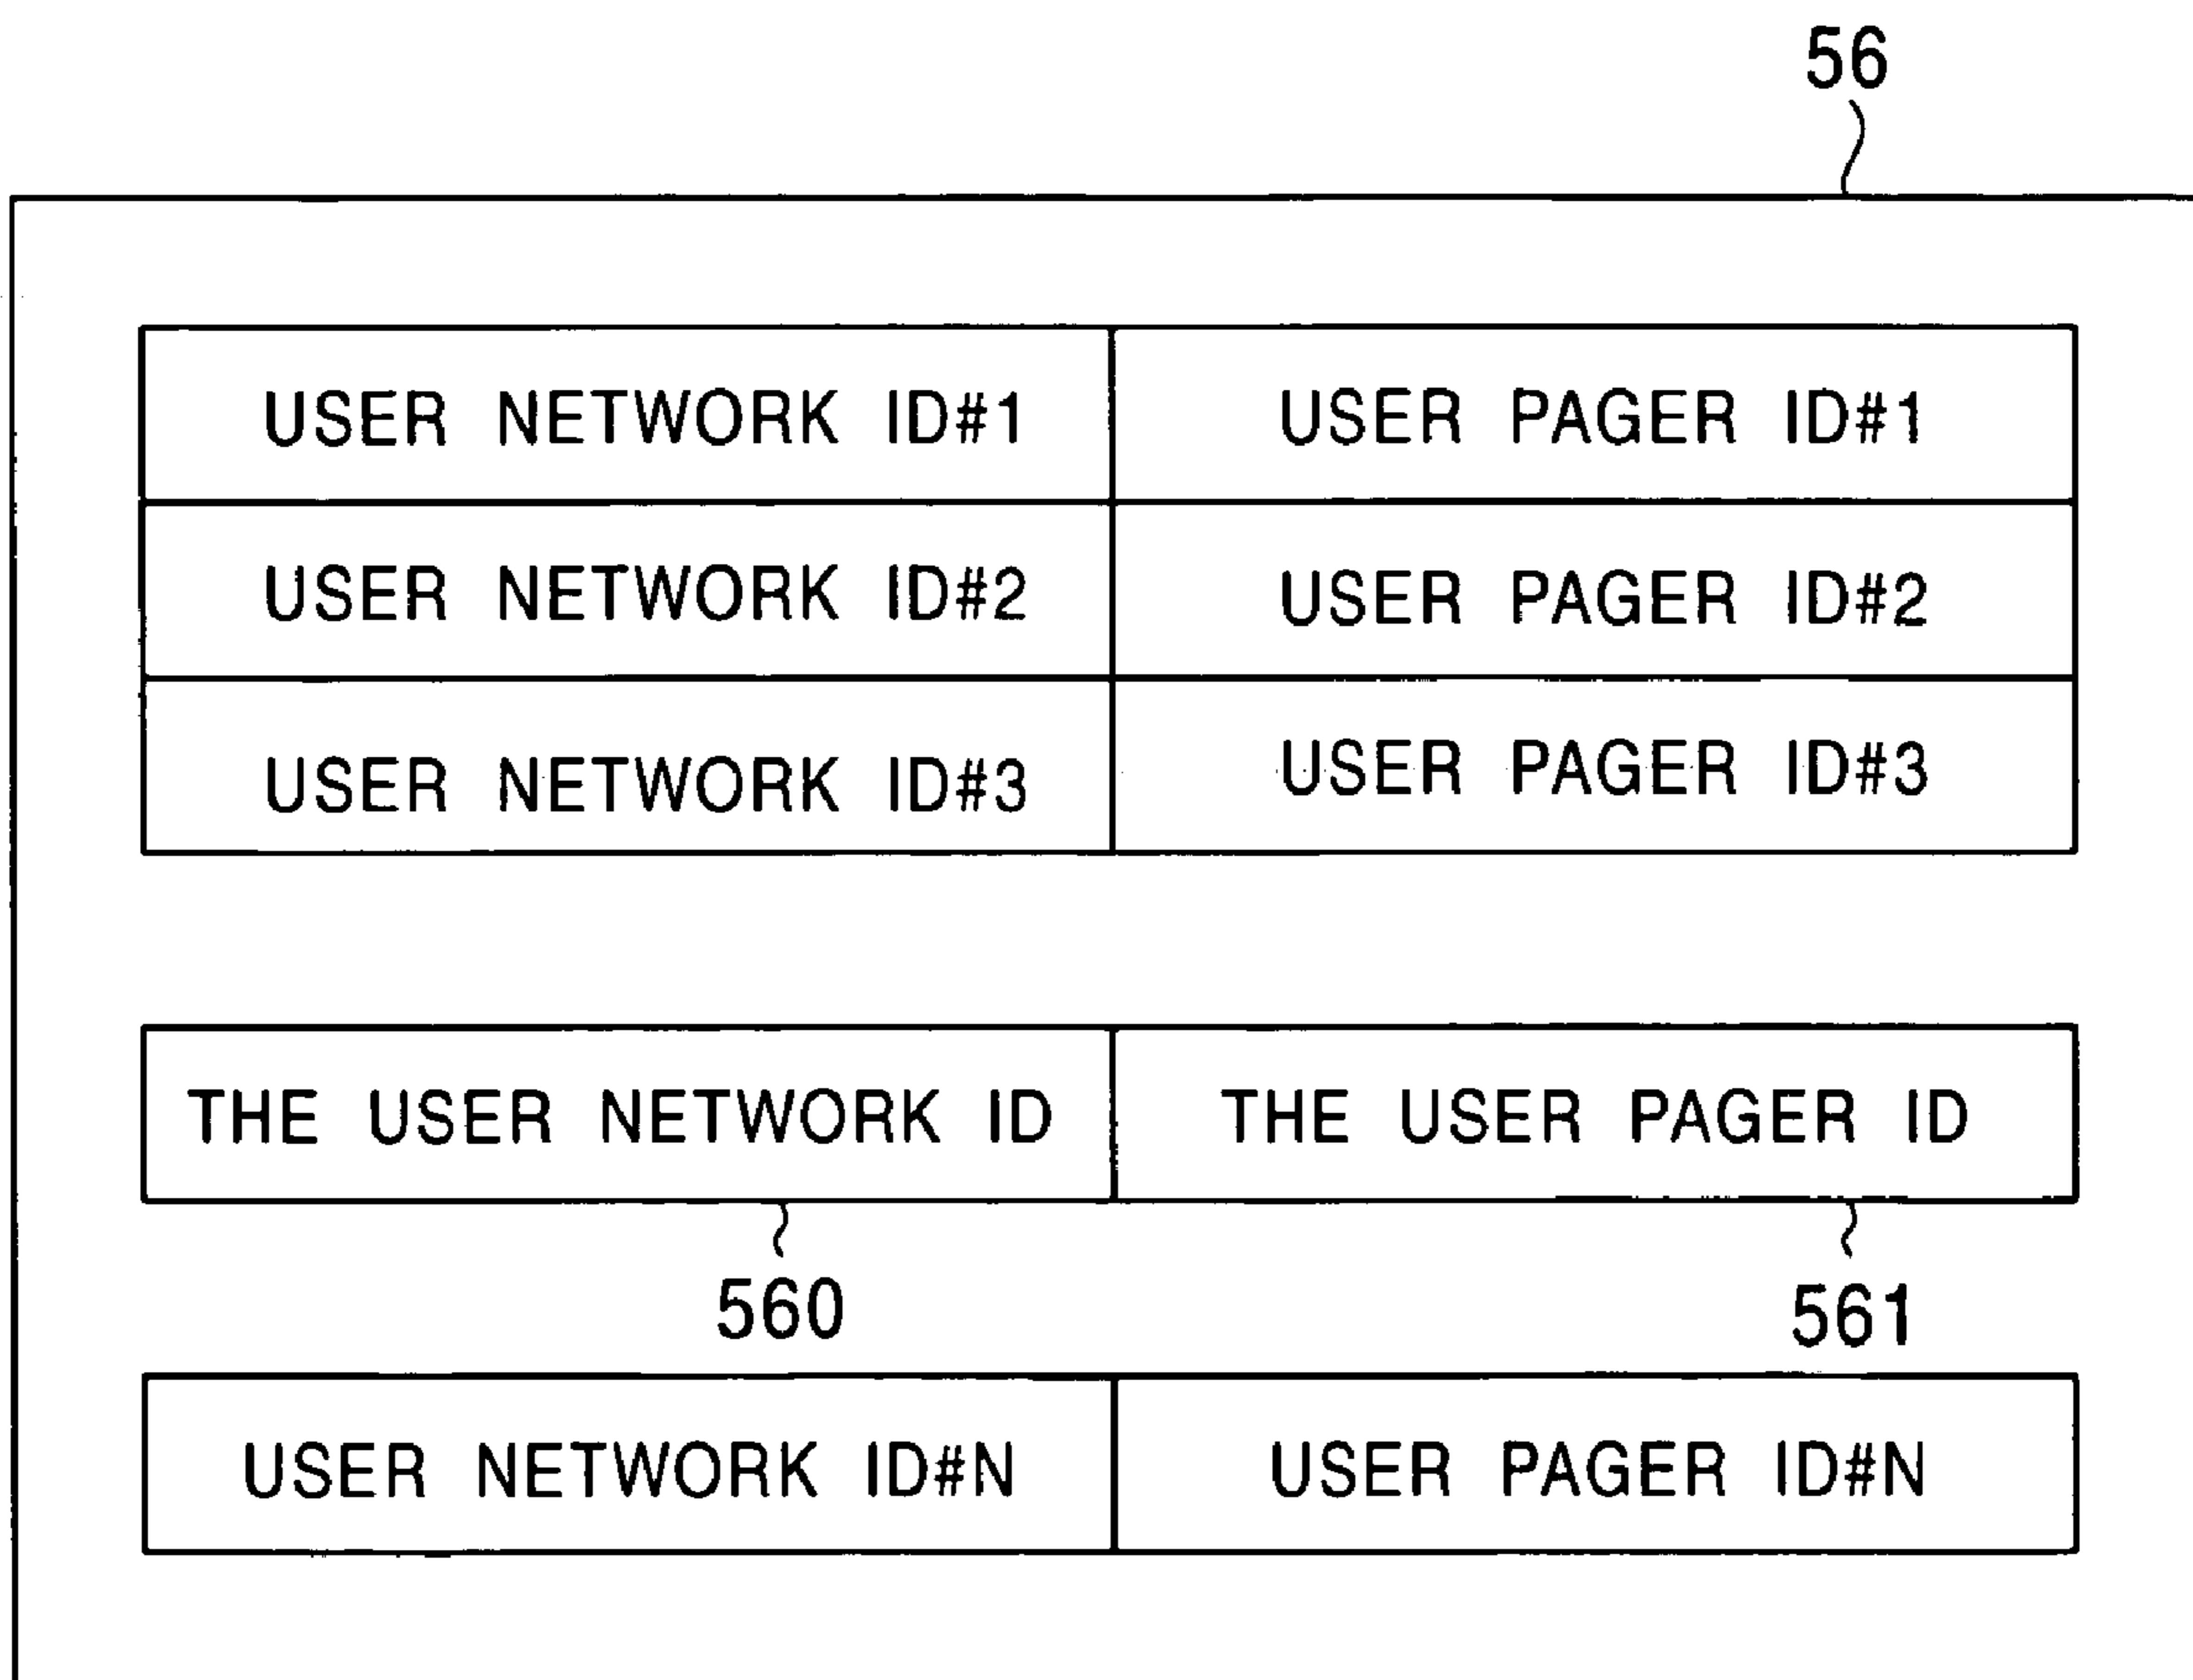 56
USER NETWORK ID#1 USER PAGER ID#1
USER NETWORK ID#2 USER PAGER ID#2
USER NETWORK ID#3 USER PAGER ID#3
THE USER NETWORK ID THE USER PAGER ID
560 561
USER NETWORK ID#N USER PAGER ID#N